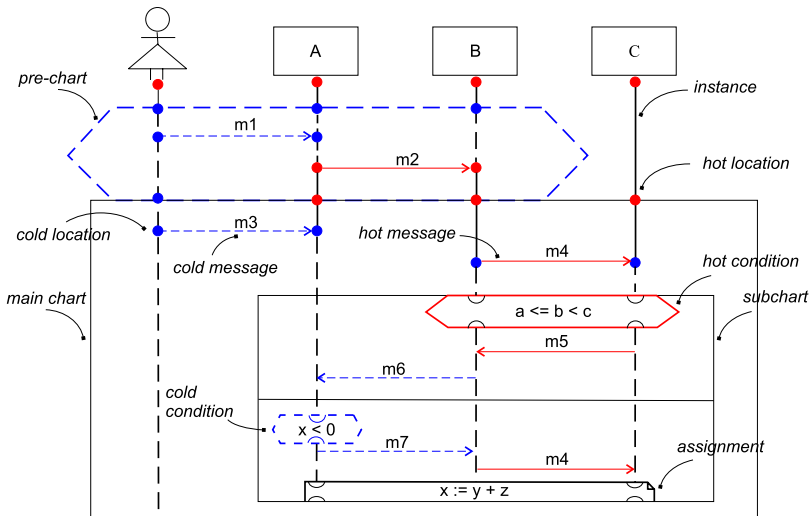 A
B
C
pre-chart
instance
m1
m2
hot location
m3
cold location
hot message
m4
cold message
hot condition
main chart
subchart
a <= b < c
m5
m6
cold
condition
x < 0
m7
assignment
m4
x := y + z